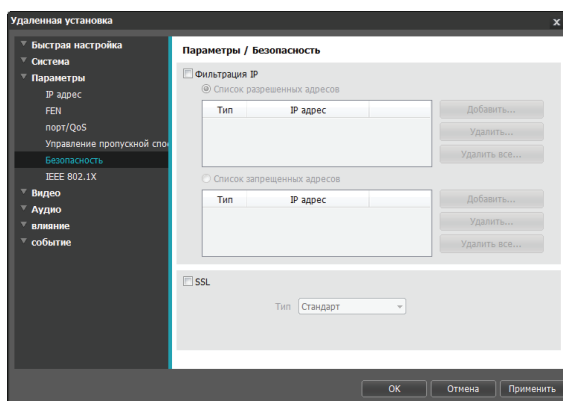 Удаленная установка
x
Быстрая настройка
Система
Параметры
IP адрес
FEN
порт/QoS
Управление пропускной спо
Безопасность
IEEE 802.1X
Видео
Аудио
влияние
событие
Параметры / Безопасность
Фильтрация IP
Список разрешенных адресов
Тип IP адрес
Добавить...
Удалить...
Удалить все...
Список запрещенных адресов
Тип IP адрес
Добавить...
Удалить...
Удалить все...
SSL
Тип Стандарт
OK Отмена Применить